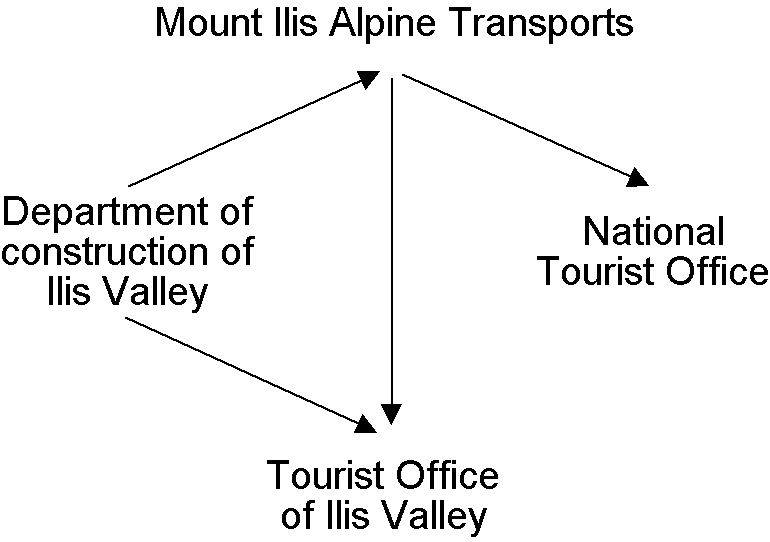 Mount Ilis Alpine Transports
Department of
construction of
Ilis Valley
National
Tourist Office
Tourist Office
of Ilis Valley